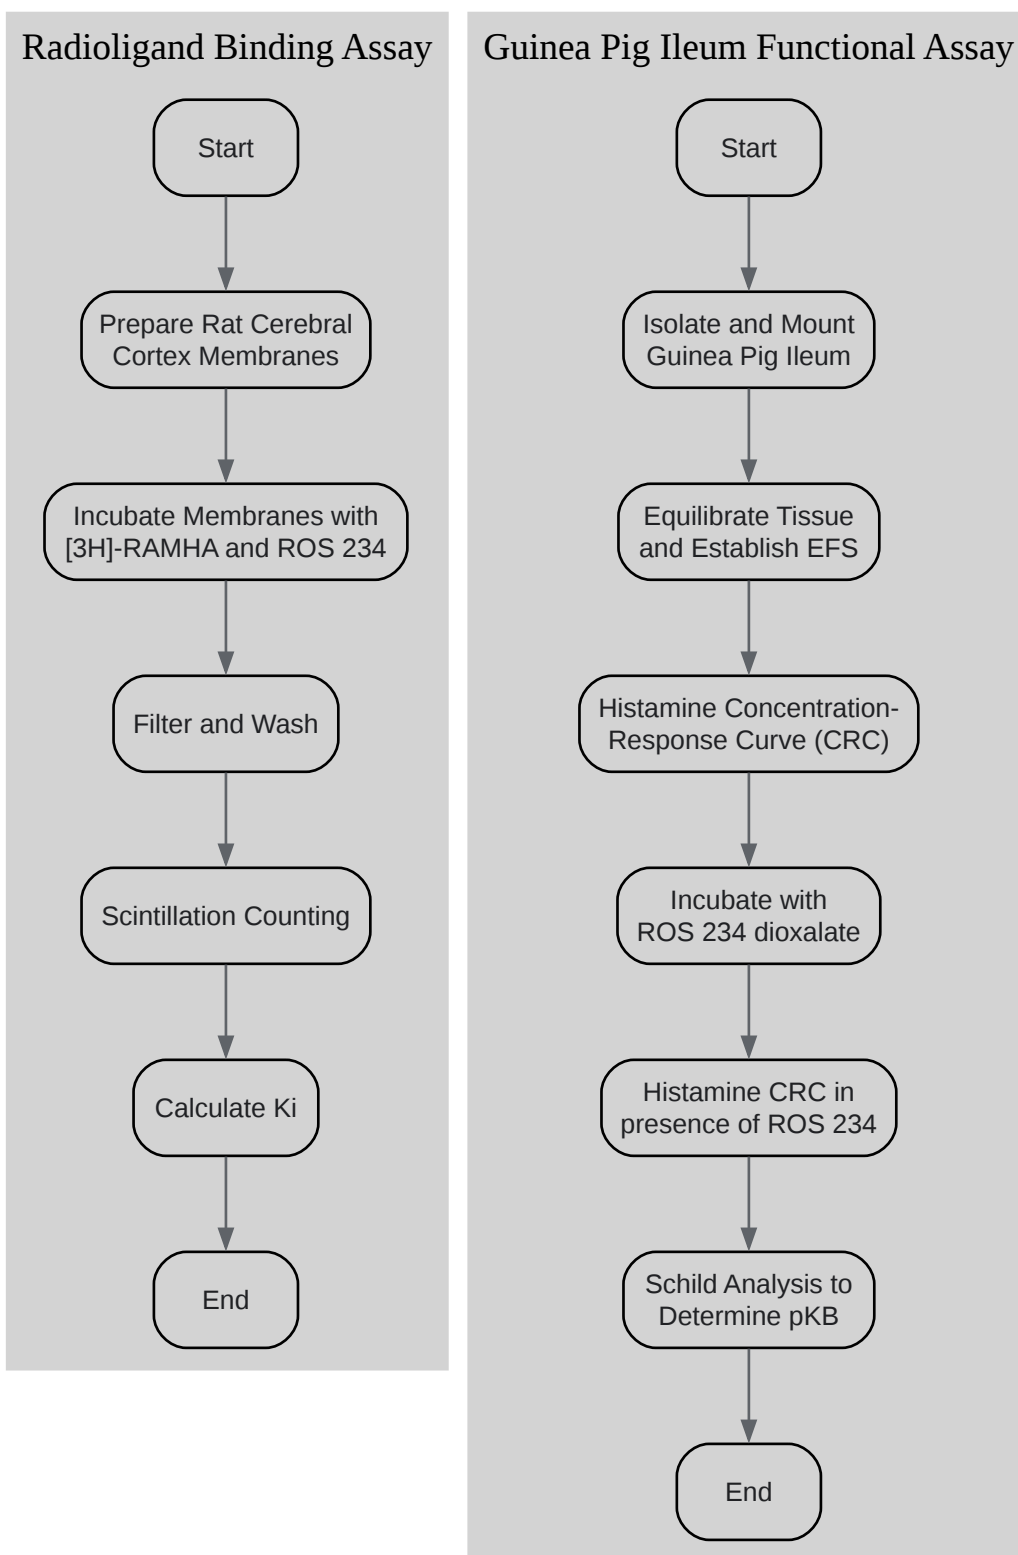 Radioligand Binding Assay
Start
Prepare Rat Cerebral
Cortex Membranes
Incubate Membranes with
[3H]-RAMHA and ROS 234
Filter and Wash
Scintillation Counting
Calculate Ki
End
Guinea Pig Ileum Functional Assay
Start
Isolate and Mount
Guinea Pig Ileum
Equilibrate Tissue
and Establish EFS
Histamine Concentration-
Response Curve (CRC)
Incubate with
ROS 234 dioxalate
Histamine CRC in
presence of ROS 234
Schild Analysis to
Determine pKB
End